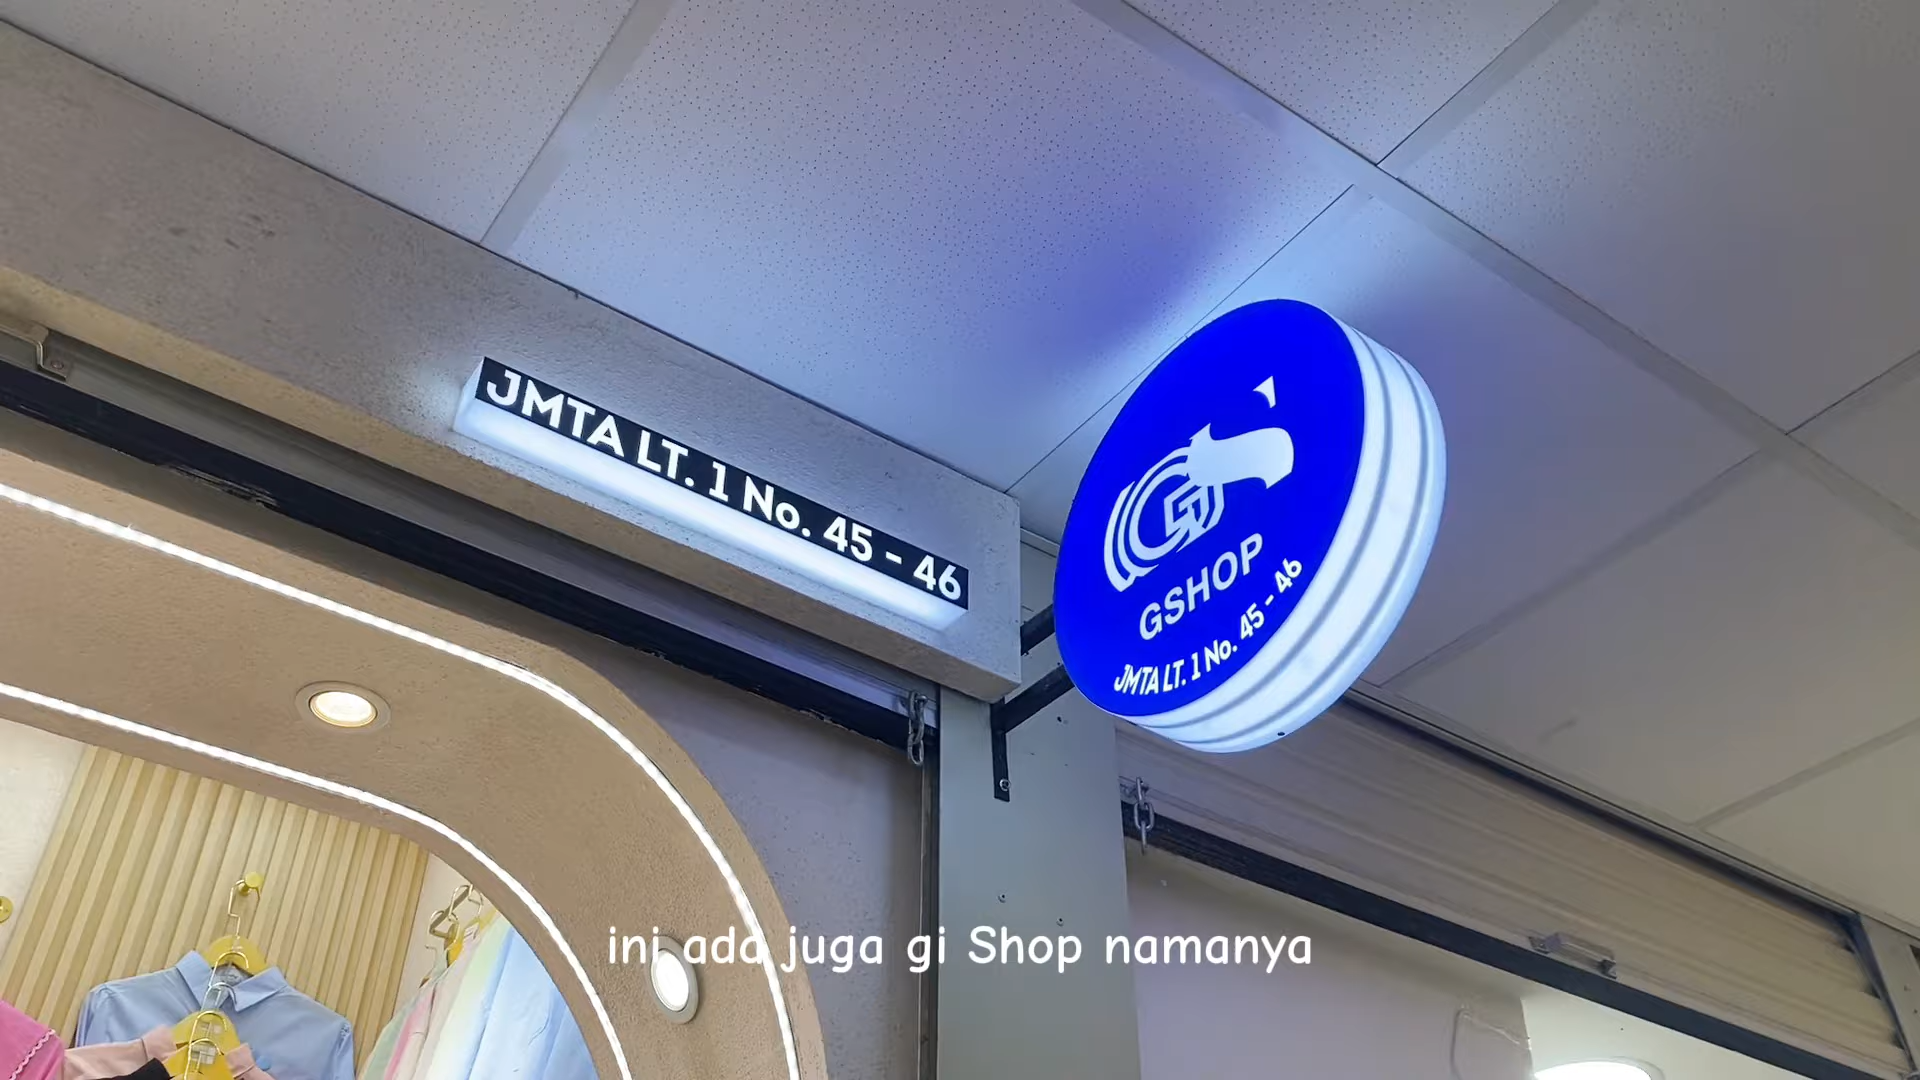 JMTA LT. 1 No. 45 - 46
GSHOP
JMTA LT. 1 No. 45 - 46
ini ada juga gi Shop namanya